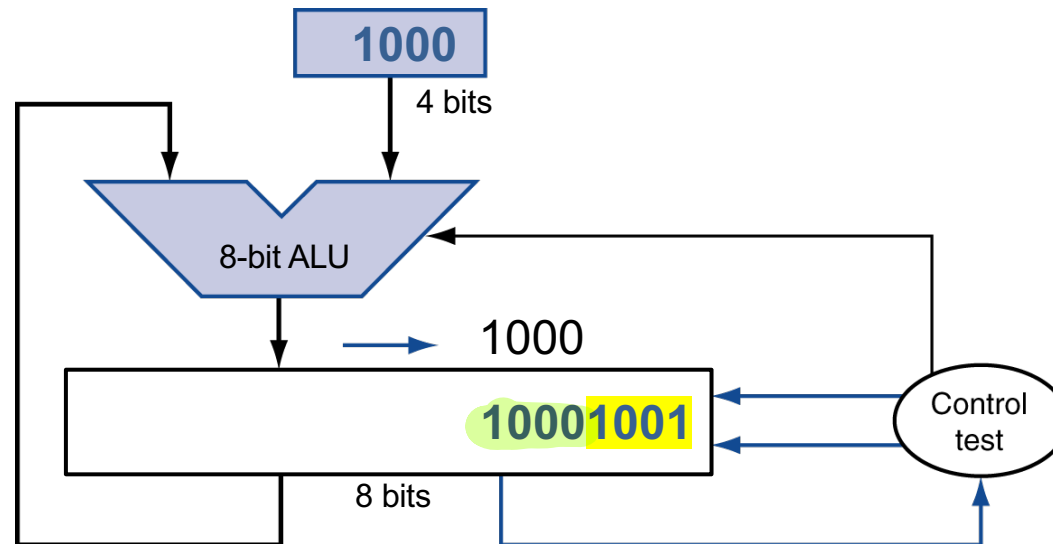 1000
4 bits
8-bit ALU
1000
10001001
Control
test
8 bits